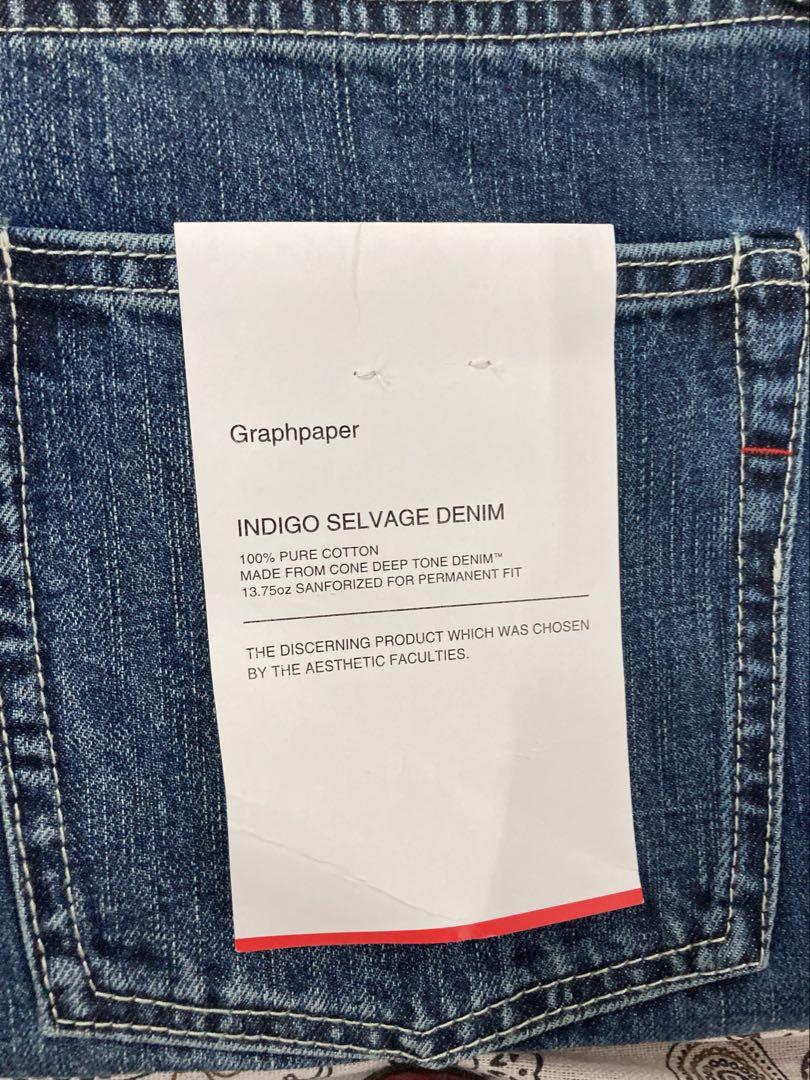 Graphpaper
INDIGO SELVAGE DENIM
100% PURE COTTON
MADE FROM CONE DEEP TONE DENIM™
13.75oz SANFORIZED FOR PERMANENT FIT
THE DISCERNING PRODUCT WHICH WAS CHOSEN
BY THE AESTHETIC FACULTIES.